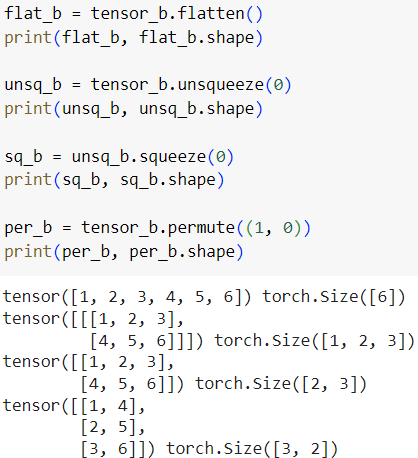 flat_b = tensor_b.flatten()
print(flat_b, flat_b.shape)

unsq_b = tensor_b.unsqueeze(0)
print(unsq_b, unsq_b.shape)

sq_b = unsq_b.squeeze(0)
print(sq_b, sq_b.shape)

per_b = tensor_b.permute((1, 0))
print(per_b, per_b.shape)

tensor([1, 2, 3, 4, 5, 6]) torch.Size([6])
tensor([[[1, 2, 3],
         [4, 5, 6]]]) torch.Size([1, 2, 3])
tensor([[1, 2, 3],
        [4, 5, 6]]) torch.Size([2, 3])
tensor([[1, 4],
        [2, 5],
        [3, 6]]) torch.Size([3, 2])